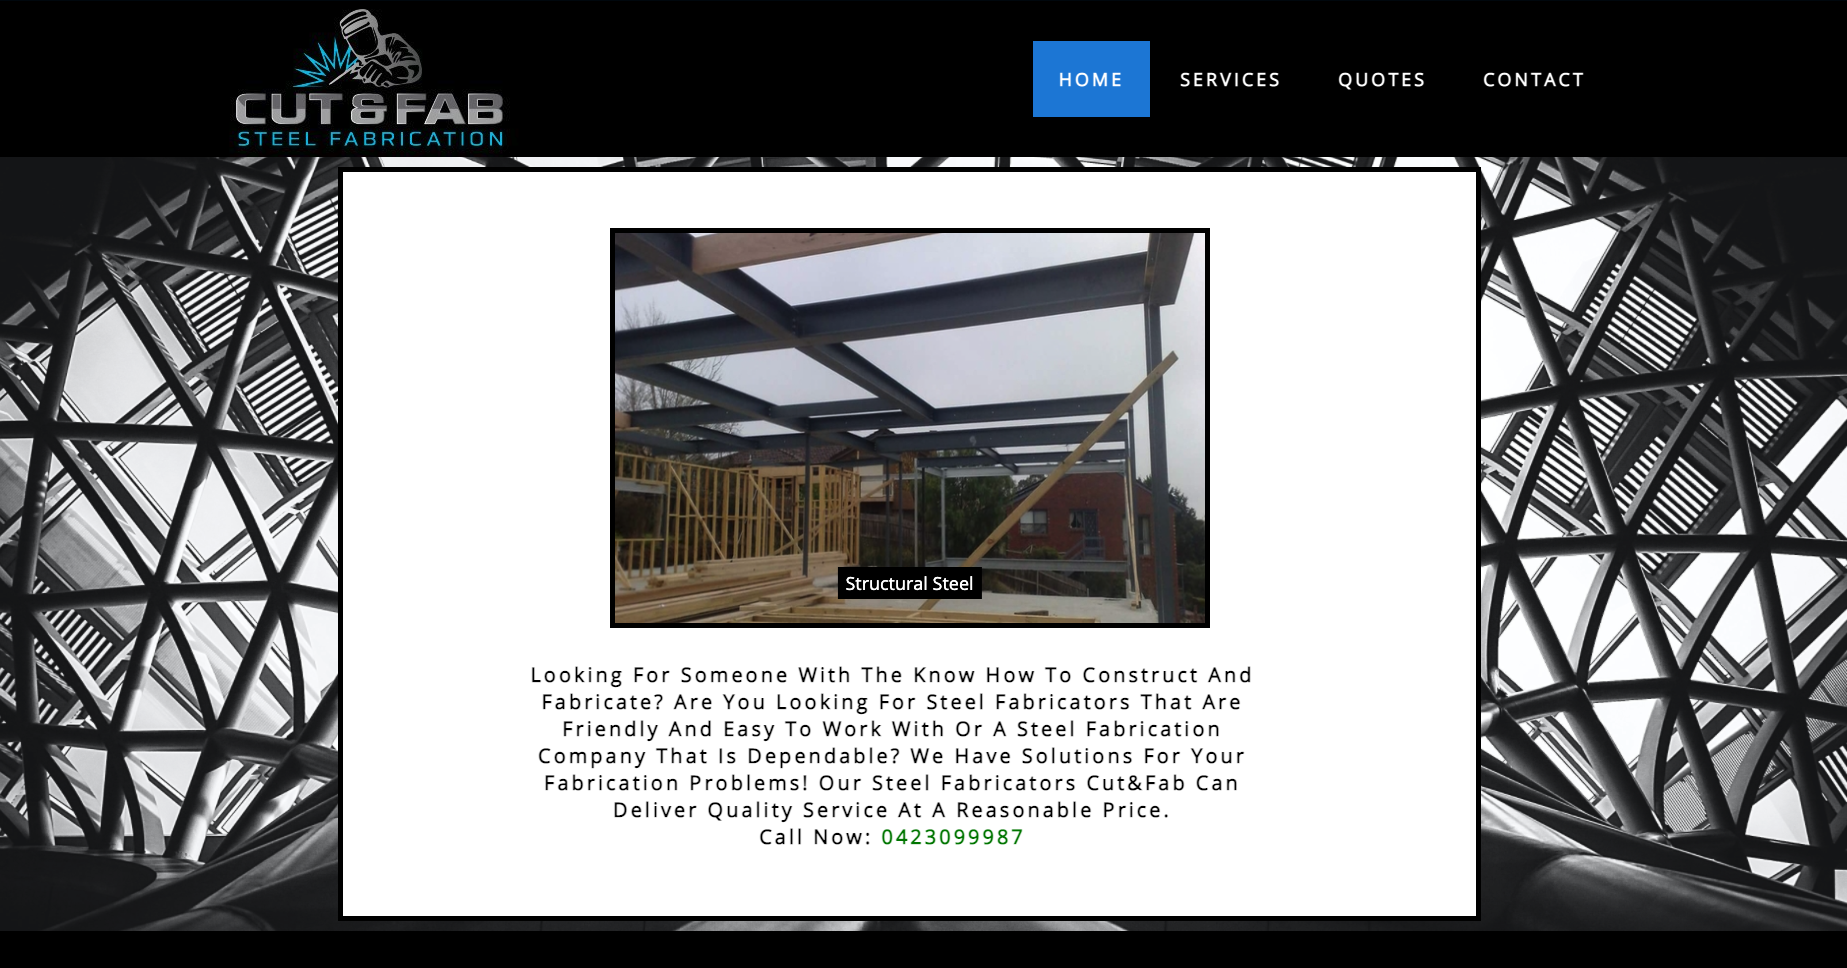 CUT&FAB
STEEL FABRICATION
HOME
SERVICES
QUOTES
CONTACT
Structural Steel
Looking For Someone With The Know How To Construct And
Fabricate? Are You Looking For Steel Fabricators That Are
Friendly And Easy To Work With Or A Steel Fabrication
Company That Is Dependable? We Have Solutions For Your
Fabrication Problems! Our Steel Fabricators Cut&Fab Can
Deliver Quality Service At A Reasonable Price.
Call Now: 0423099987